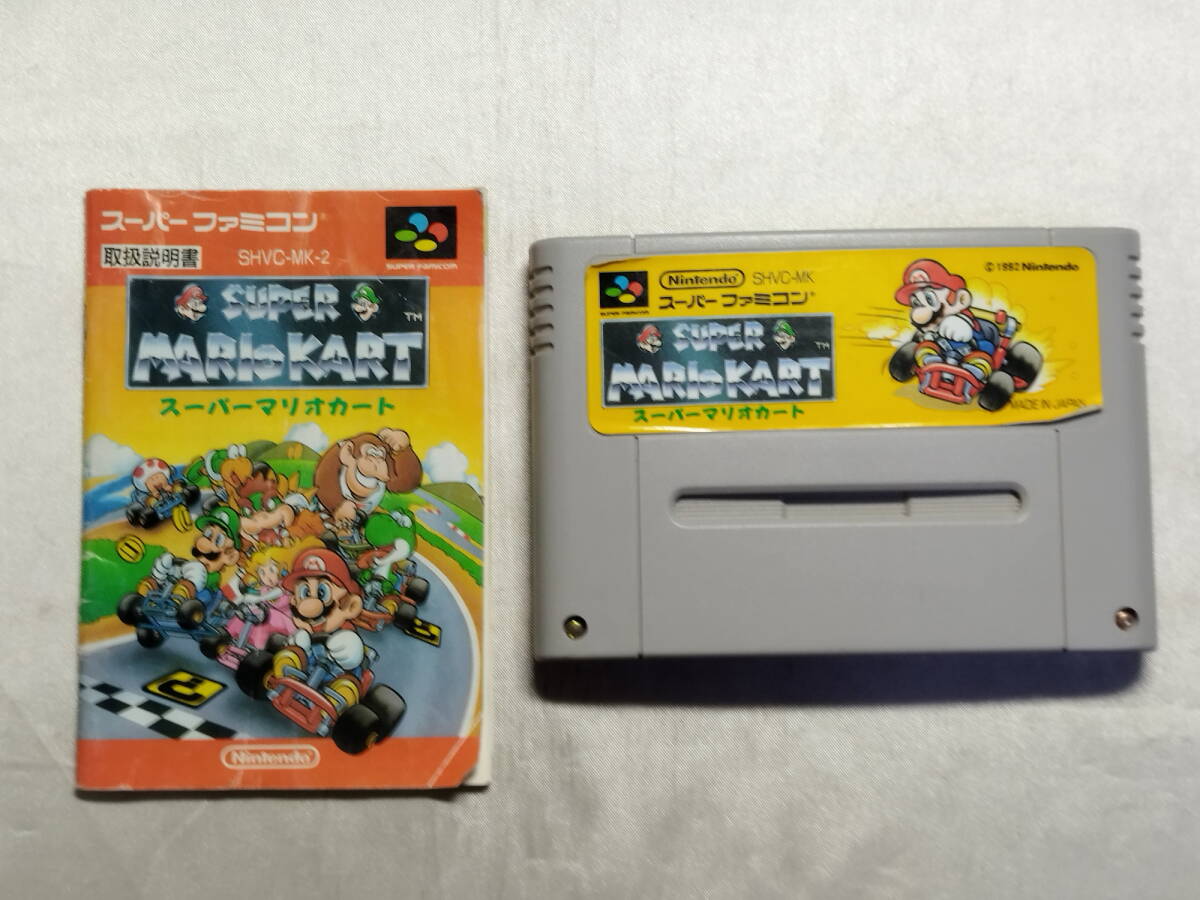 スーパーファミコン®
取扱説明書 SHVC-MK-2
SUPER FAMICOM
SUPER
MARIO KART TM
スーパーマリオカート
Nintendo
Nintendo SHVC-MK
スーパーファミコン®
SUPER FAMICOM
SUPER
MARIO KART TM
スーパーマリオカート
© 1992 Nintendo
MADE IN JAPAN